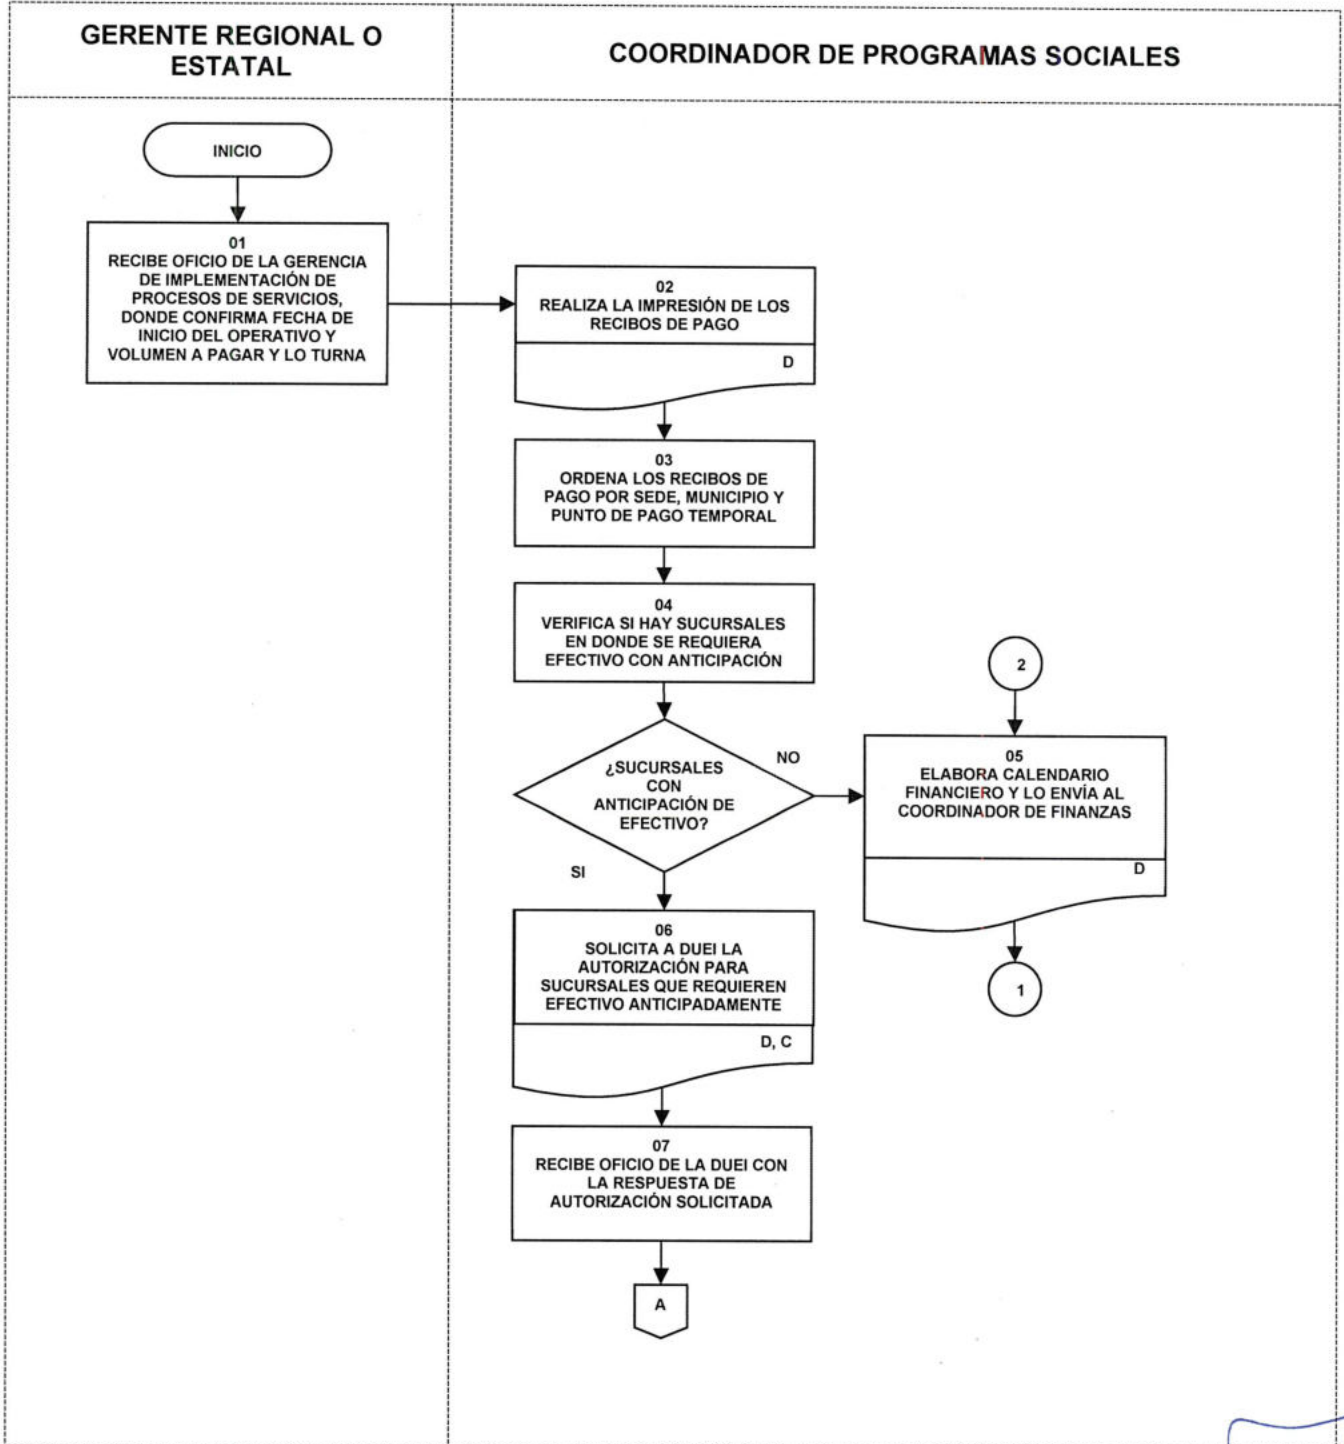 GERENTE REGIONAL O
ESTATAL
COORDINADOR DE PROGRAMAS SOCIALES
INICIO
01
RECIBE OFICIO DE LA GERENCIA
DE IMPLEMENTACIÓN DE
PROCESOS DE SERVICIOS,
DONDE CONFIRMA FECHA DE
INICIO DEL OPERATIVO Y
VOLUMEN A PAGAR Y LO TURNA
02
REALIZA LA IMPRESIÓN DE LOS
RECIBOS DE PAGO
D
03
ORDENA LOS RECIBOS DE
PAGO POR SEDE, MUNICIPIO Y
PUNTO DE PAGO TEMPORAL
04
VERIFICA SI HAY SUCURSALES
EN DONDE SE REQUIERA
EFECTIVO CON ANTICIPACIÓN
¿SUCURSALES
CON
ANTICIPACIÓN DE
EFECTIVO?
NO
2
05
ELABORA CALENDARIO
FINANCIERO Y LO ENVÍA AL
COORDINADOR DE FINANZAS
D
1
SI
06
SOLICITA A DUEI LA
AUTORIZACIÓN PARA
SUCURSALES QUE REQUIEREN
EFECTIVO ANTICIPADAMENTE
D, C
07
RECIBE OFICIO DE LA DUEI CON
LA RESPUESTA DE
AUTORIZACIÓN SOLICITADA
A